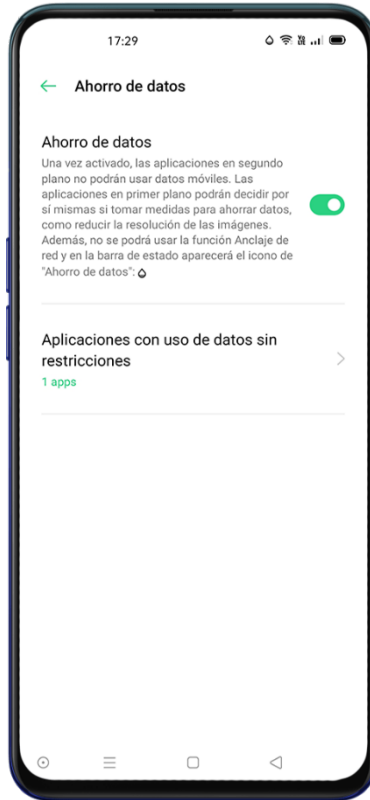 17:29
Ahorro de datos
Ahorro de datos
Una vez activado, las aplicaciones en segundo
plano no podrán usar datos móviles. Las
aplicaciones en primer plano podrán decidir por
sí mismas si tomar medidas para ahorrar datos,
como reducir la resolución de las imágenes.
Además, no se podrá usar la función Anclaje de
red y en la barra de estado aparecerá el icono de
"Ahorro de datos":
Aplicaciones con uso de datos sin
restricciones
1 apps